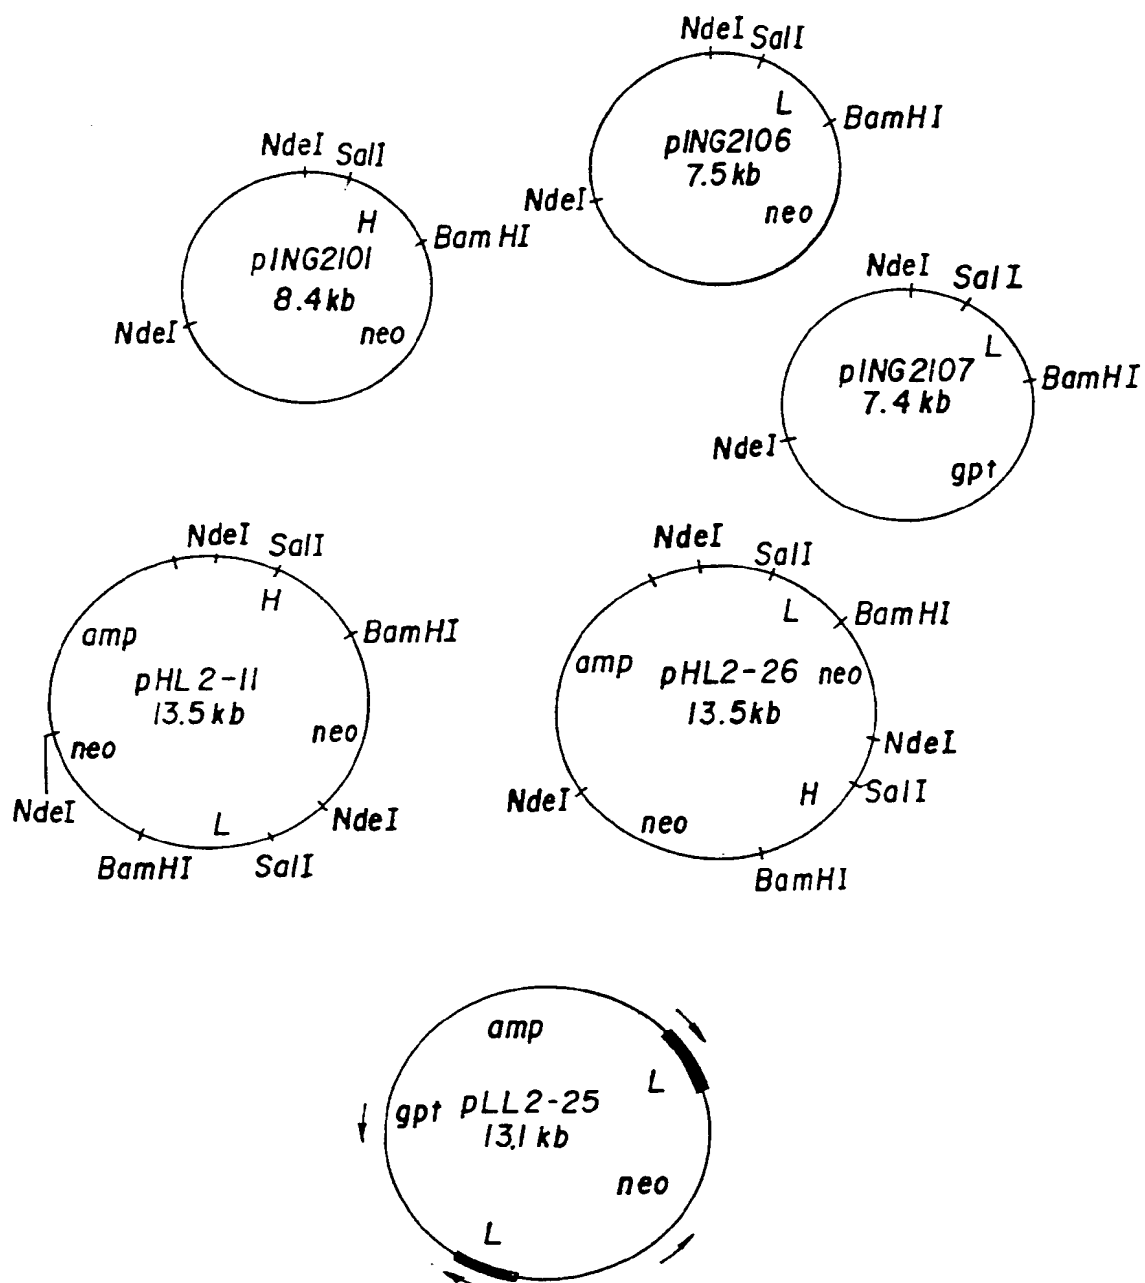 NdeI SalI
L
BamHI
pING2106
7.5 kb
NdeI
neo
NdeI SalI
H
BamHI
pING2101
8.4 kb
NdeI
neo
NdeI SalI
L
BamHI
pING2107
7.4 kb
NdeI
gpt
NdeI SalI
H
BamHI
amp
pHL2-11
13.5 kb
neo
neo
NdeI
NdeI
L
BamHI SalI
NdeI SalI
L
BamHI
amp
pHL2-26 neo
13.5 kb
NdeI
NdeI
H SalI
neo
BamHI
amp
L
gpt pLL2-25
13.1 kb
neo
L